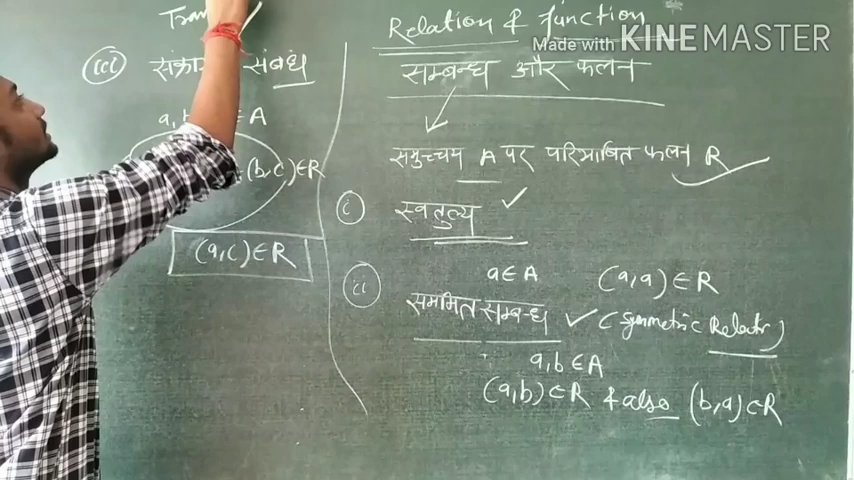 (iii) संबंध
a, ∈ A
(b, c) ∈ R
(a, c) ∈ R
Relation & function
Made with KINEMASTER
सम्बन्ध और फलन
समुच्चय A पर परिभाषित फलन R
(i) स्वतुल्य
a ∈ A (a, a) ∈ R
(ii) सममित सम्बन्ध (Symmetric Relation)
a, b ∈ A
(a, b) ∈ R & also (b, a) ∈ R